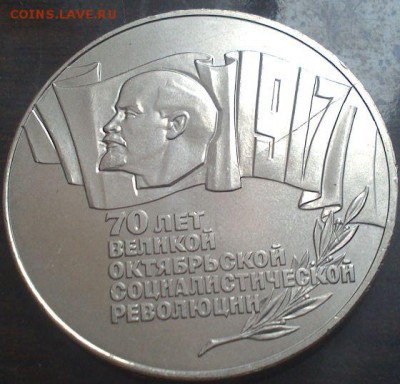 COINS.LAVE.RU
1917
70 ЛЕТ
ВЕЛИКОЙ
ОКТЯБРЬСКОЙ
СОЦИАЛИСТИЧЕСКОЙ
РЕВОЛЮЦИИ